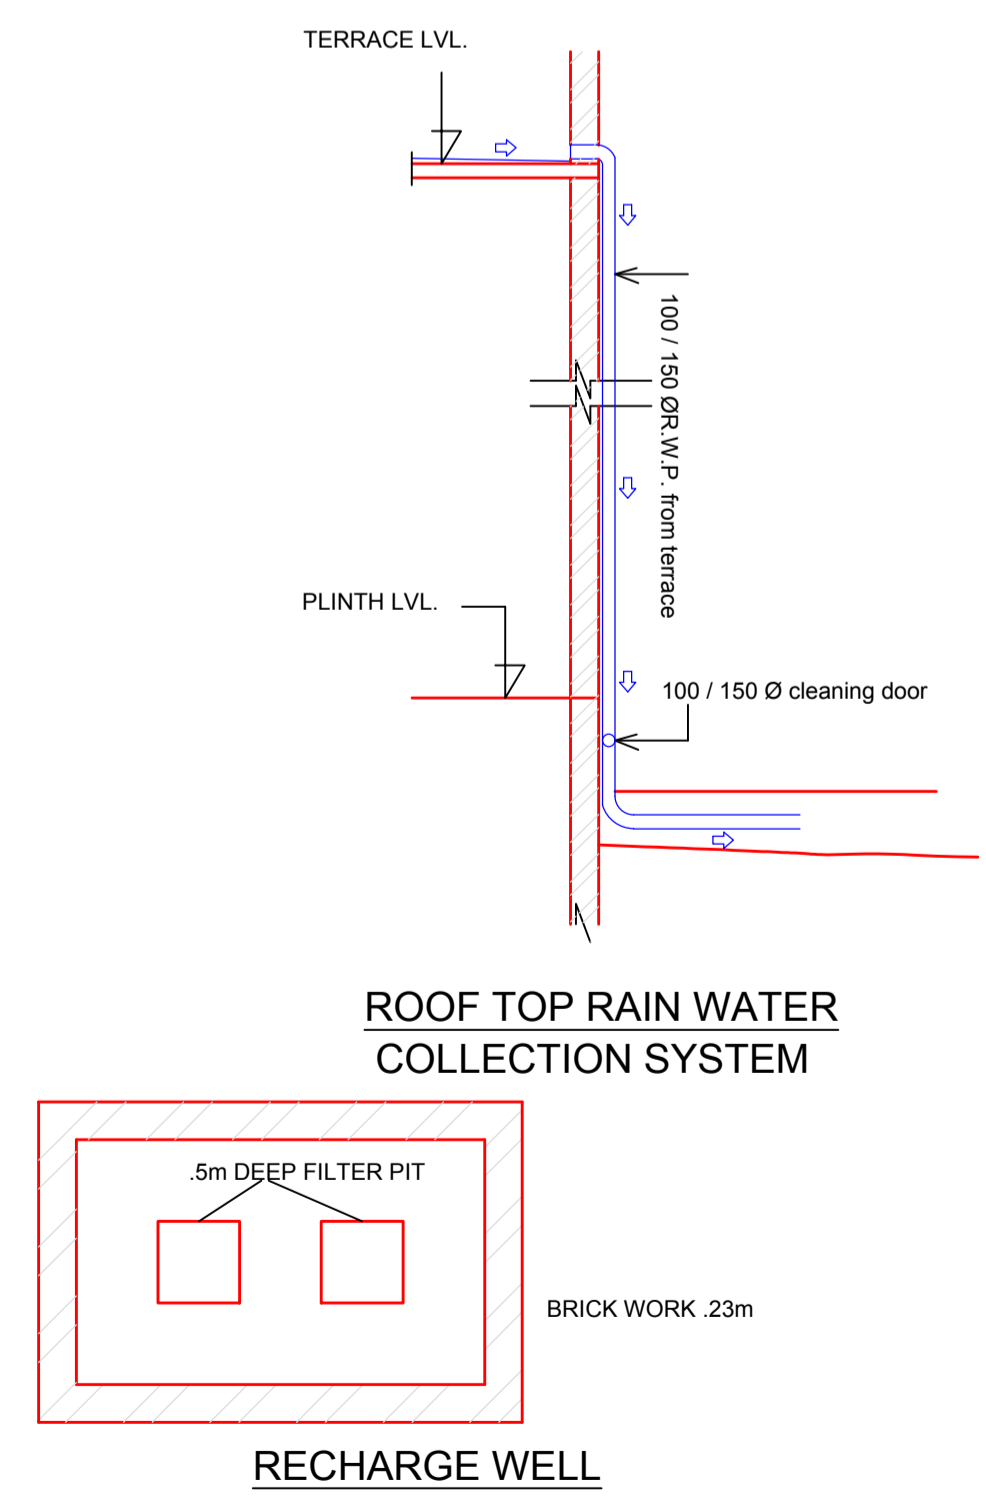 TERRACE LVL.
100 / 150 ØR.W.P. from terrace
PLINTH LVL.
100 / 150 Ø cleaning door
ROOF TOP RAIN WATER
COLLECTION SYSTEM
.5m DEEP FILTER PIT
BRICK WORK .23m
RECHARGE WELL